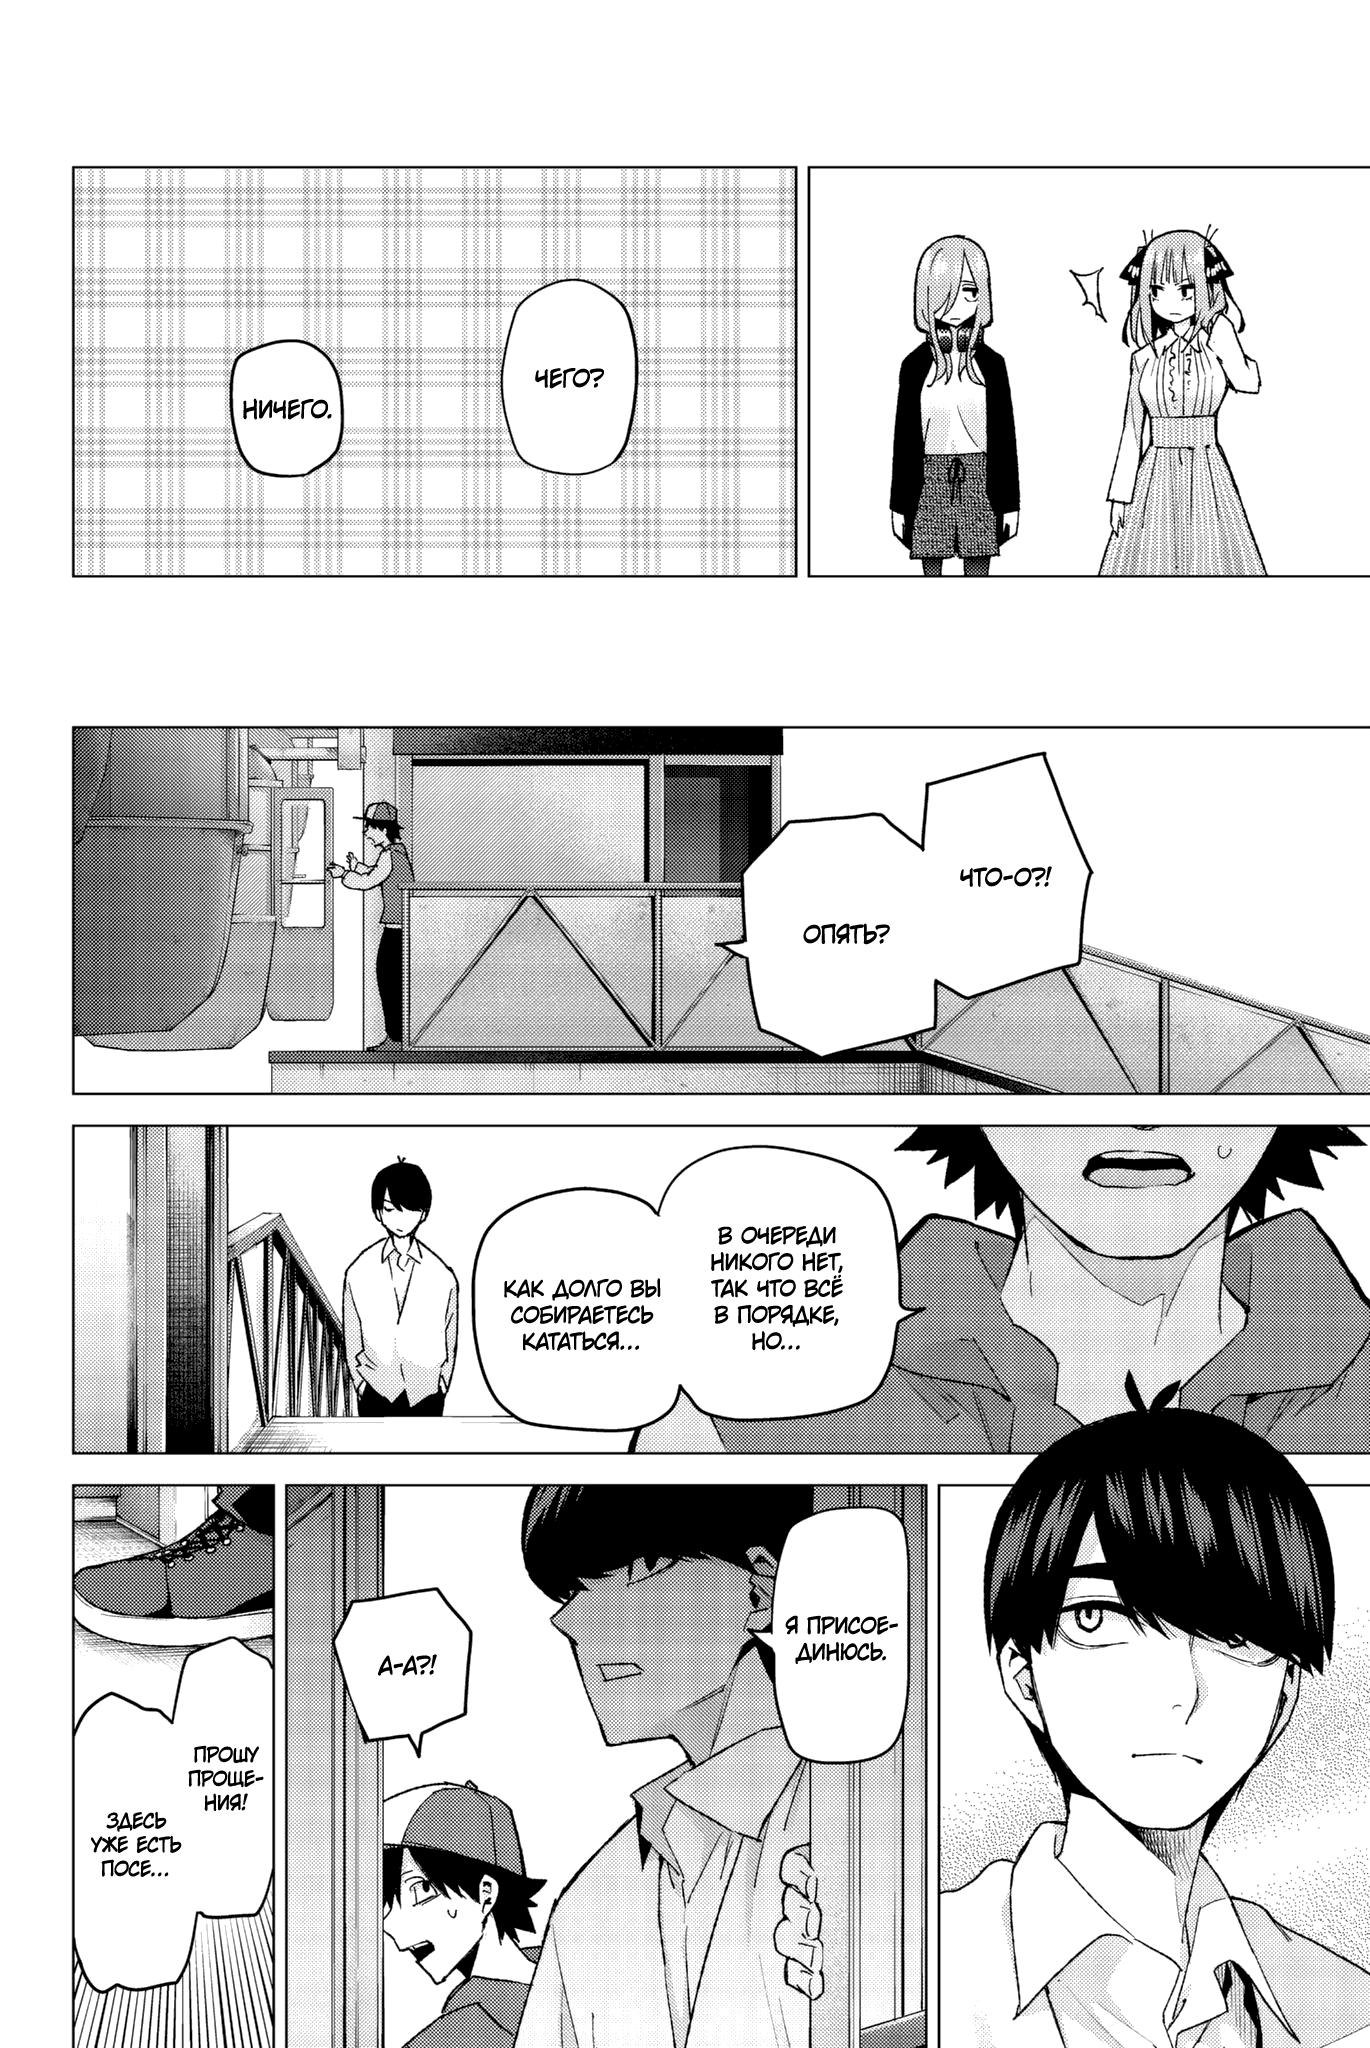 ЧЕГО?
НИЧЕГО.
ЧТО-О?!
ОПЯТЬ?
В ОЧЕРЕДИ
НИКОГО НЕТ,
ТАК ЧТО ВСЁ
В ПОРЯДКЕ,
НО...
КАК ДОЛГО ВЫ
СОБИРАЕТЕСЬ
КАТАТЬСЯ...
Я ПРИСОЕ-
ДИНЮСЬ.
А-А?!
ПРОШУ
ПРОЩЕ-
НИЯ!
ЗДЕСЬ
УЖЕ ЕСТЬ
ПОСЕ...